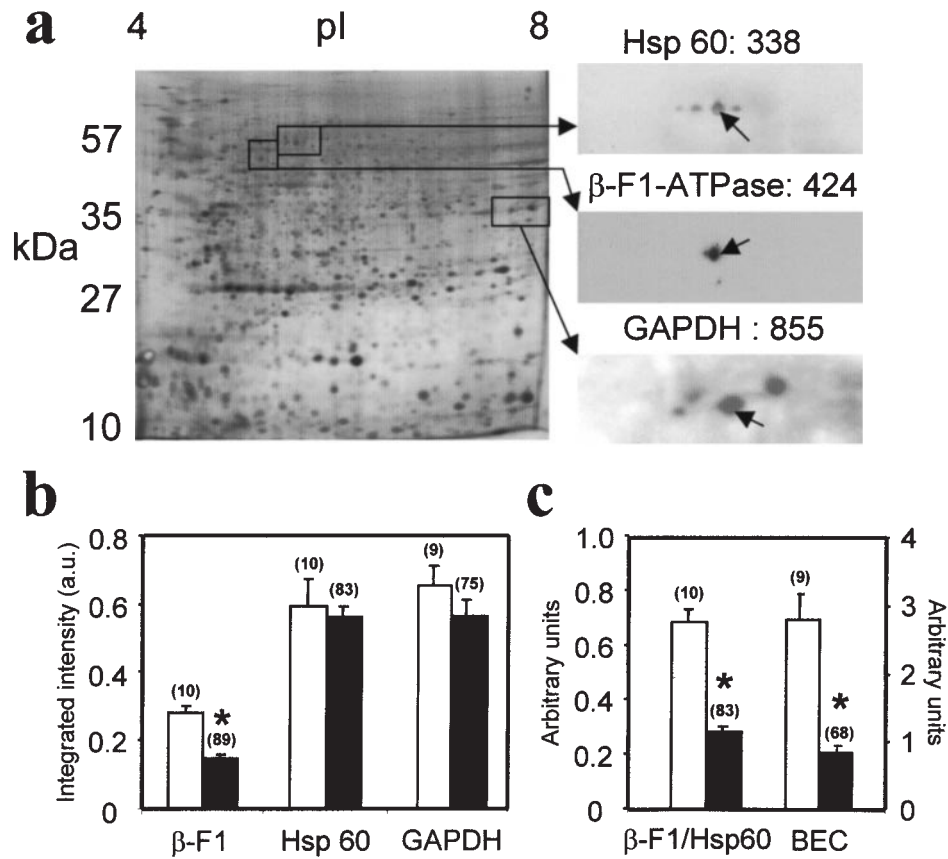 a
4 pI 8
57
35
kDa
27
10
Hsp 60: 338
β-F1-ATPase: 424
GAPDH : 855
b
Integrated intensity (a.u.)
0.8
0.6
0.4
0.2
0
(10)
*
(89)
(10)
(83)
(9)
(75)
β-F1 Hsp 60 GAPDH
c
Arbitrary units
1.0
0.8
0.6
0.4
0.2
0
(10)
*
(83)
(9)
*
(68)
β-F1/Hsp60 BEC
4
3
2
1
0
Arbitrary units